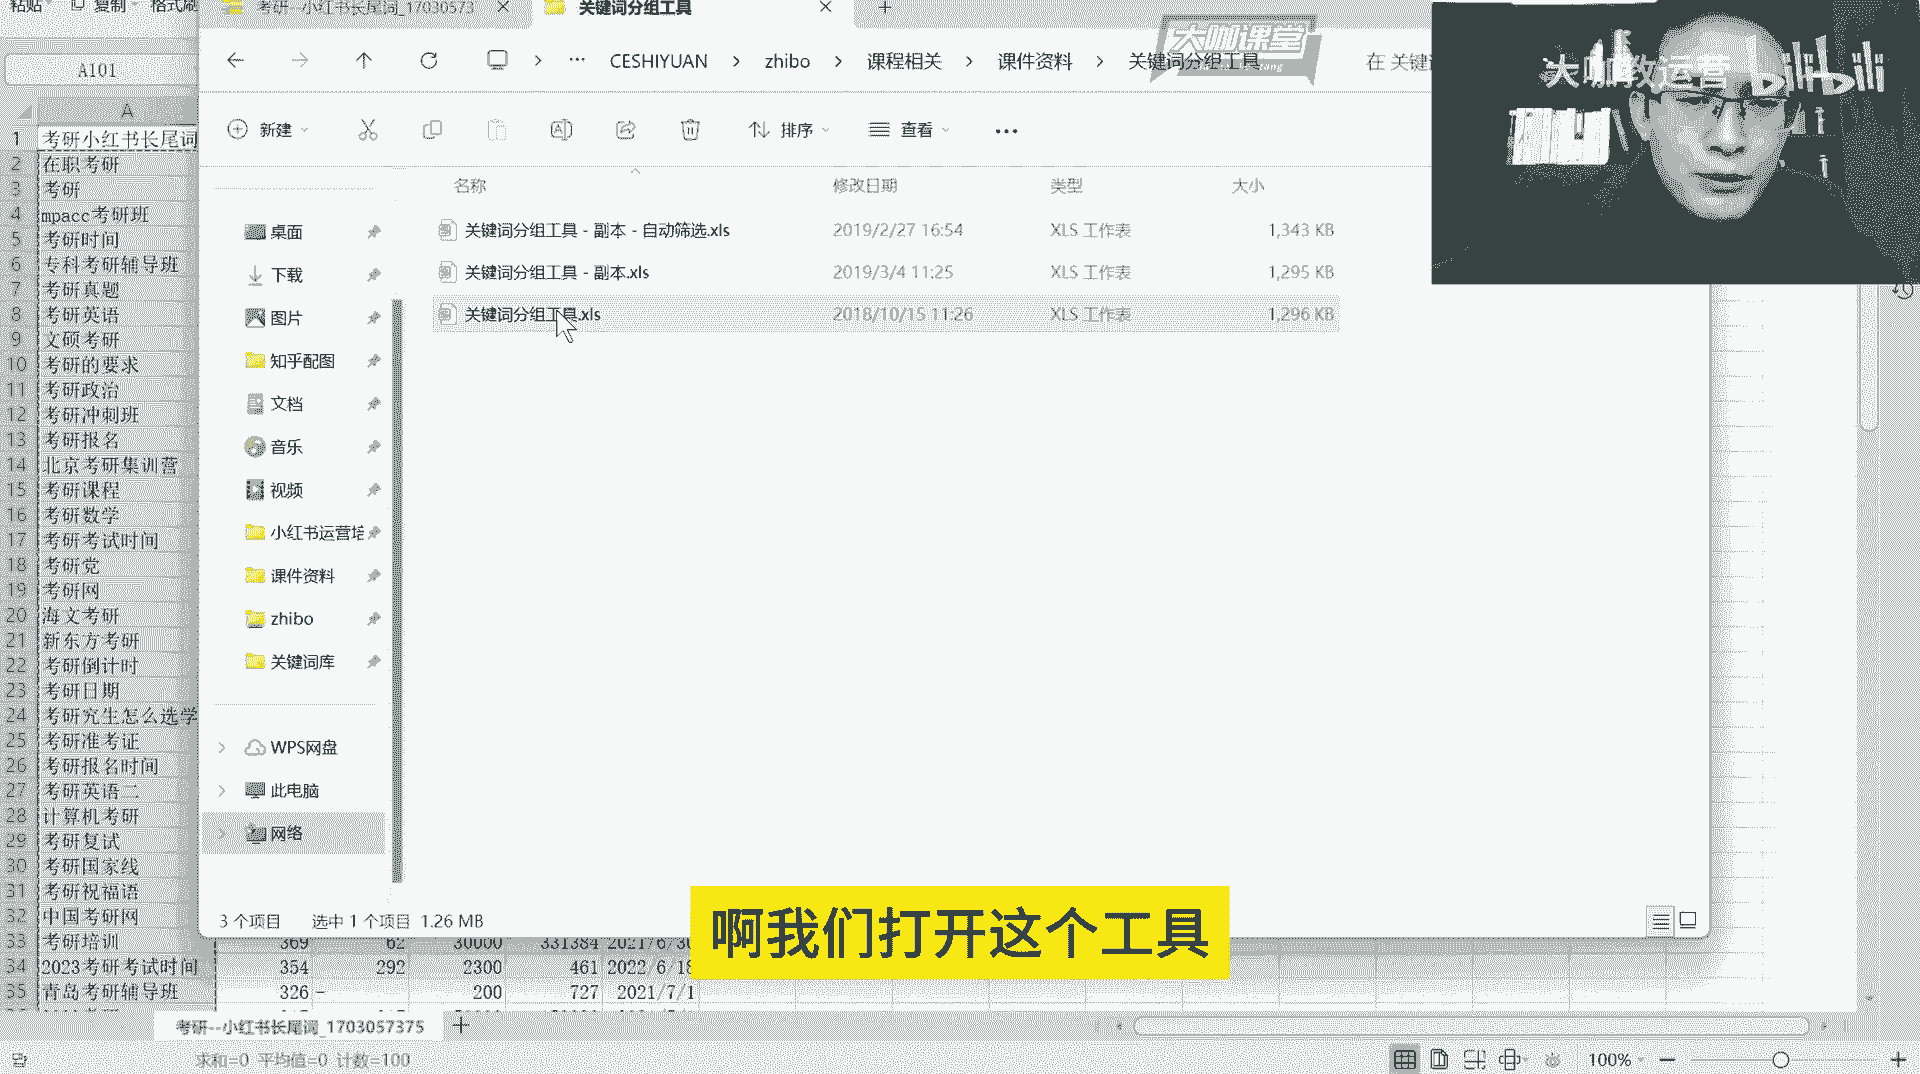 粘贴 复制 格式刷
考研--小红书长尾词_17030573
关键词分组工具
A101
CESHIYUAN > zhibo > 课程相关 > 课件资料 > 关键词分组工具
在 关键
大咖课堂
大咖教运营 bilibili
新建
排序
查看
名称 修改日期 类型 大小
关键词分组工具 - 副本 - 自动筛选.xls 2019/2/27 16:54 XLS 工作表 1,343 KB
关键词分组工具 - 副本.xls 2019/3/4 11:25 XLS 工作表 1,295 KB
关键词分组工具.xls 2018/10/15 11:26 XLS 工作表 1,296 KB
桌面
下载
图片
知乎配图
文档
音乐
视频
小红书运营培
课件资料
zhibo
关键词库
WPS网盘
此电脑
网络
3 个项目 选中 1 个项目 1.26 MB
A
1 考研小红书长尾词
2 在职考研
3 考研
4 mpacc考研班
5 考研时间
6 专科考研辅导班
7 考研真题
8 考研英语
9 文硕考研
10 考研的要求
11 考研政治
12 考研冲刺班
13 考研报名
14 北京考研集训营
15 考研课程
16 考研数学
17 考研考试时间
18 考研党
19 考研网
20 海文考研
21 新东方考研
22 考研倒计时
23 考研日期
24 考研究生怎么选学
25 考研准考证
26 考研报名时间
27 考研英语二
28 计算机考研
29 考研复试
30 考研国家线
31 考研祝福语
32 中国考研网
33 考研培训 369 62 30000 331384 2021/6/30
34 2023考研考试时间 354 292 2300 461 2022/6/18
35 青岛考研辅导班 326 - 200 727 2021/7/1
啊我们打开这个工具
考研--小红书长尾词_1703057375
求和=0 平均值=0 计数=100
100%